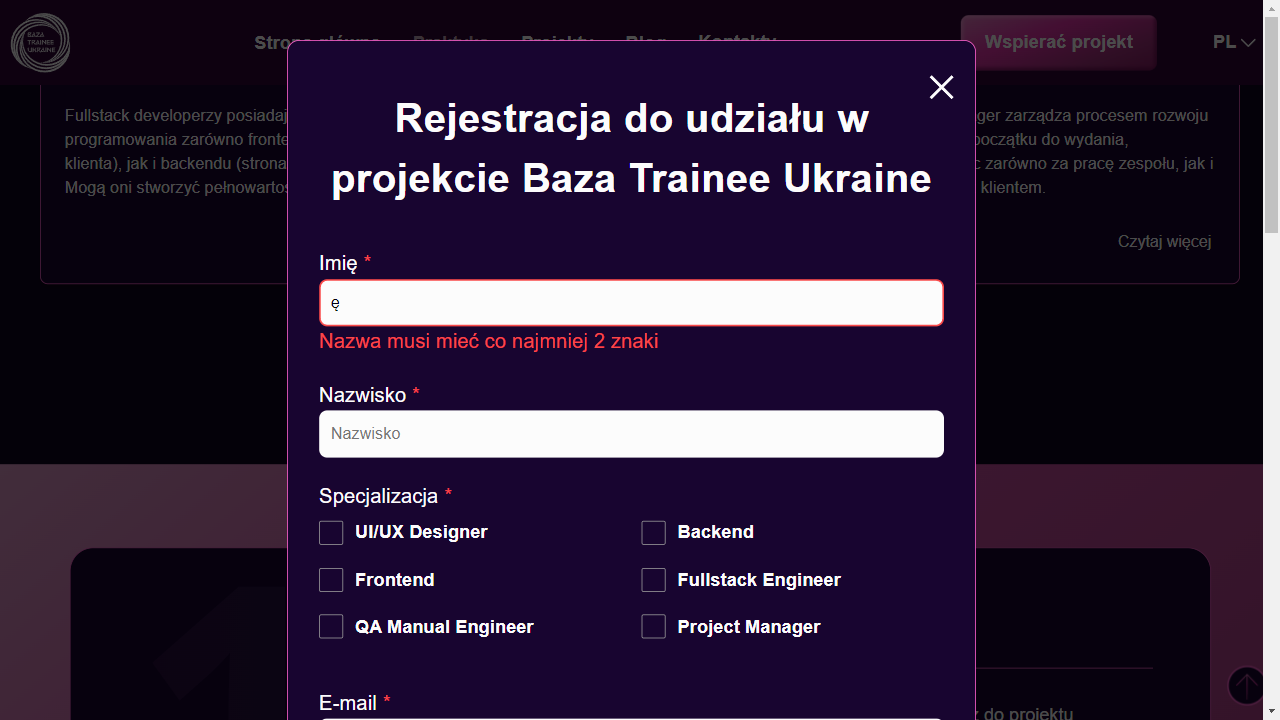 BAZA
TRAINEE
UKRAINE
Strona główna Praktyka Projekty Blog Kontakty
Wspierać projekt
PL
Rejestracja do udziału w
projekcie Baza Trainee Ukraine
Fullstack developerzy posiadaj
programowania zarówno fronte
klienta), jak i backendu (strona
Mogą oni stworzyć pełnowartoś
ger zarządza procesem rozwoju
początku do wydania,
c zarówno za pracę zespołu, jak i
klientem.
Czytaj więcej
Imię *
ę
Nazwa musi mieć co najmniej 2 znaki
Nazwisko *
Nazwisko
Specjalizacja *
UI/UX Designer
Backend
Frontend
Fullstack Engineer
QA Manual Engineer
Project Manager
E-mail *
1
do projektu